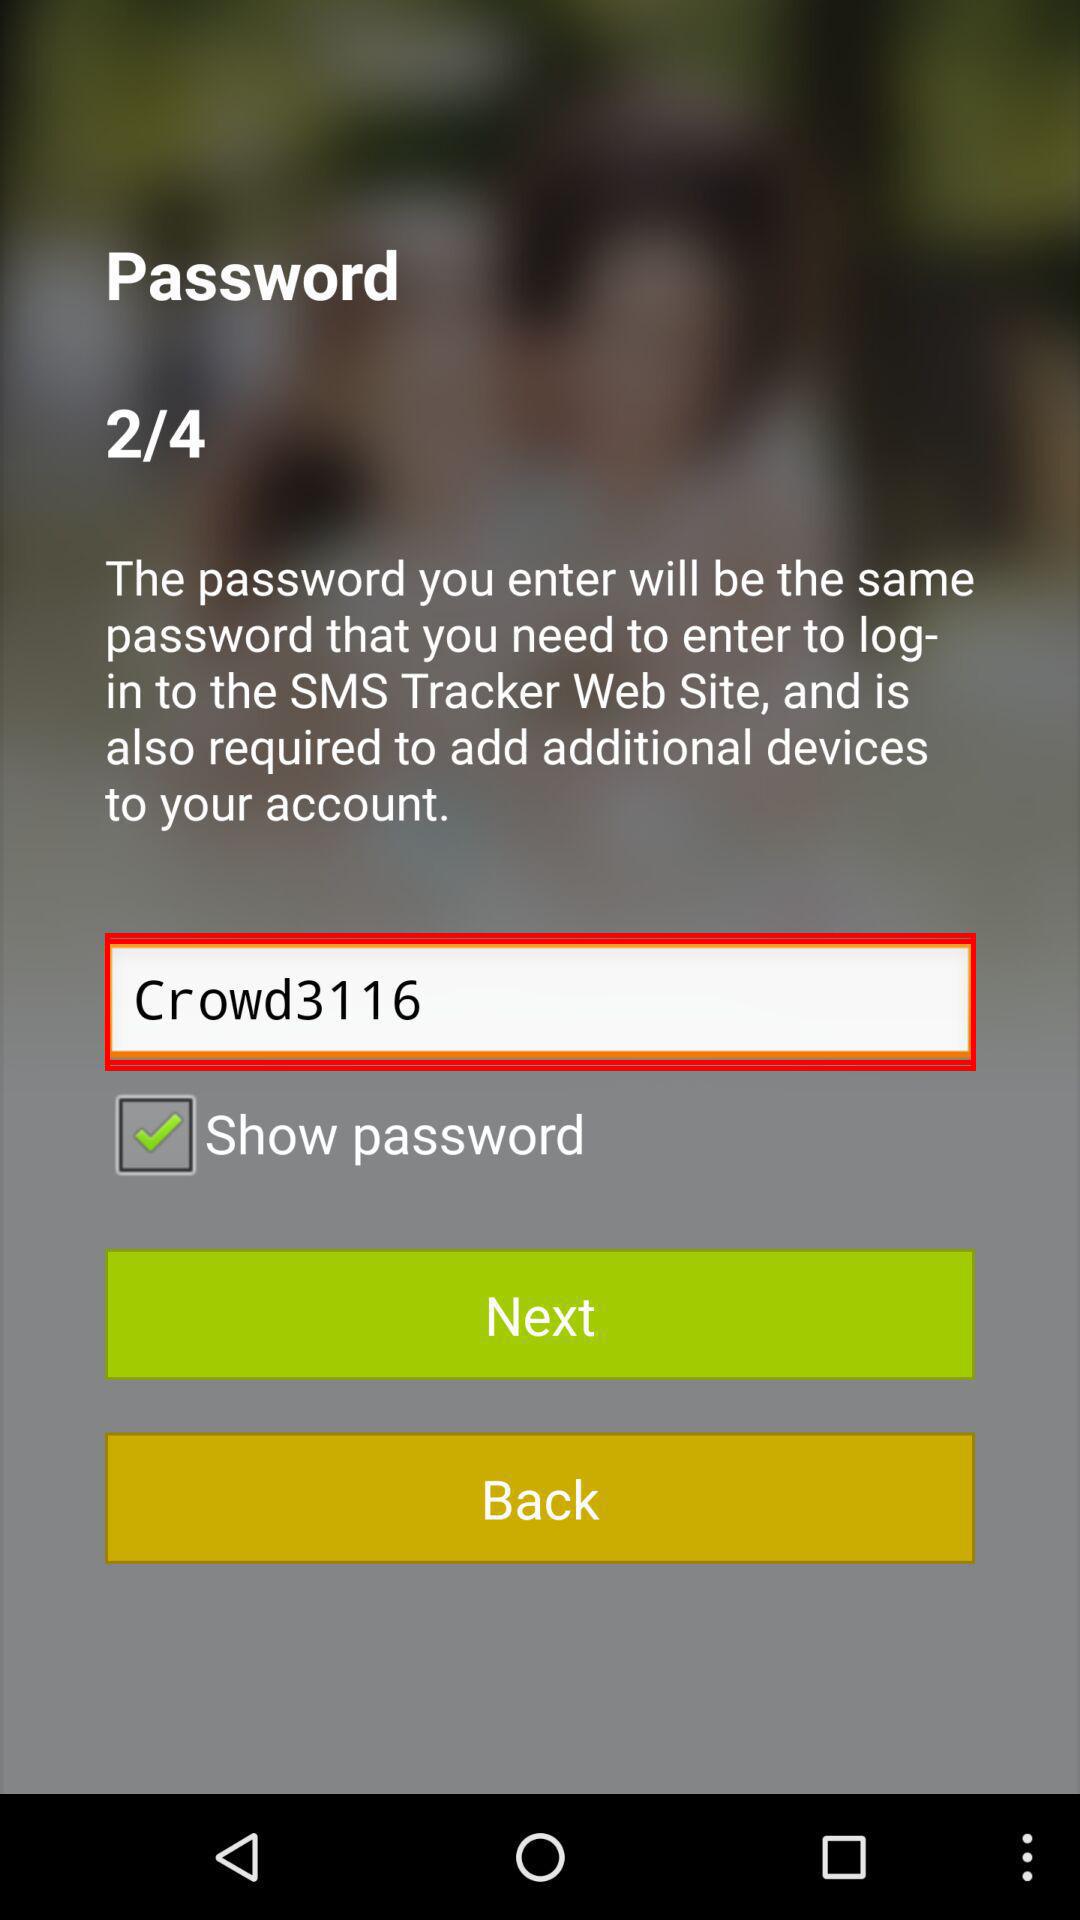 Password
2/4
The password you enter will be the same
password that you need to enter to log-
in to the SMS Tracker Web Site, and is
also required to add additional devices
to your account.
Crowd3116
Show password
Next
Back